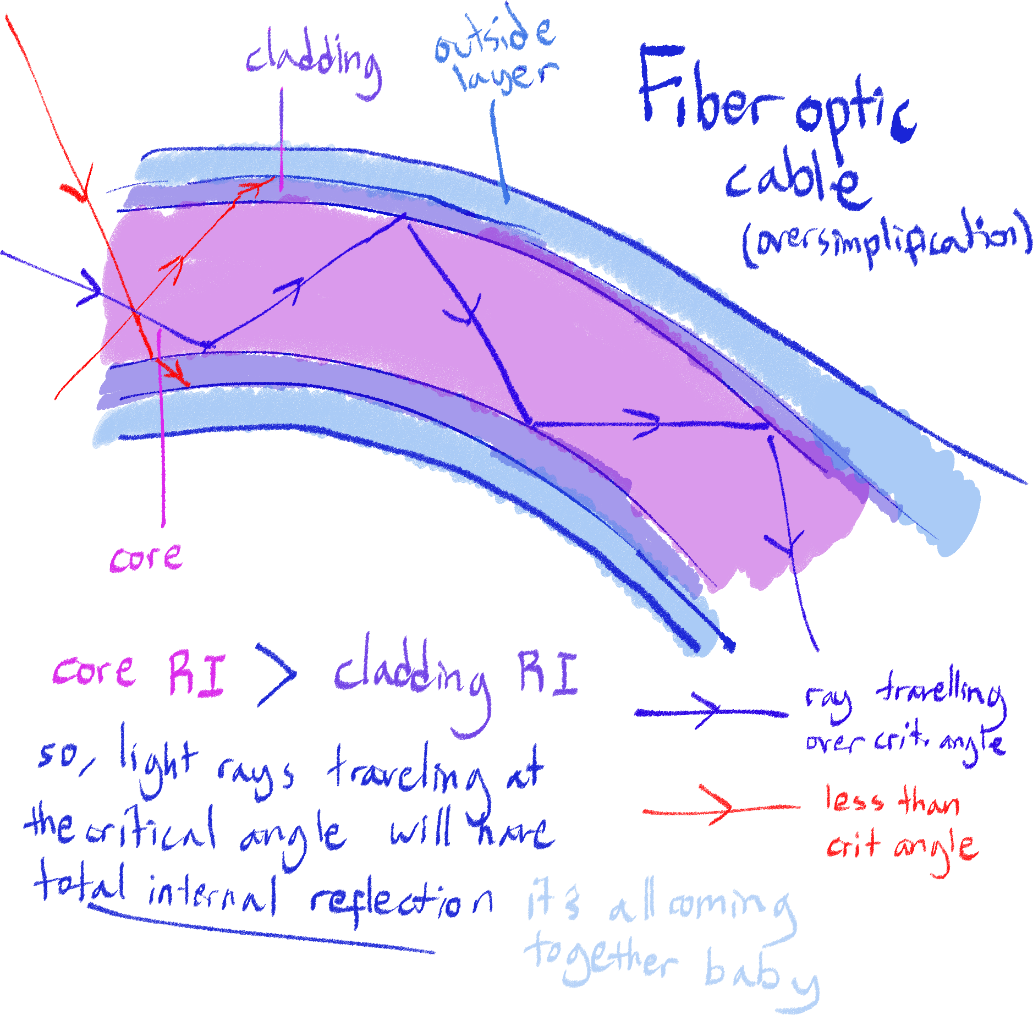 cladding
outside
layer
Fiber optic
cable
(oversimplification)
core
core RI > cladding RI
so, light rays traveling at
the critical angle will have
total internal reflection
it's all coming
together baby
ray travelling
over crit. angle
less than
crit angle